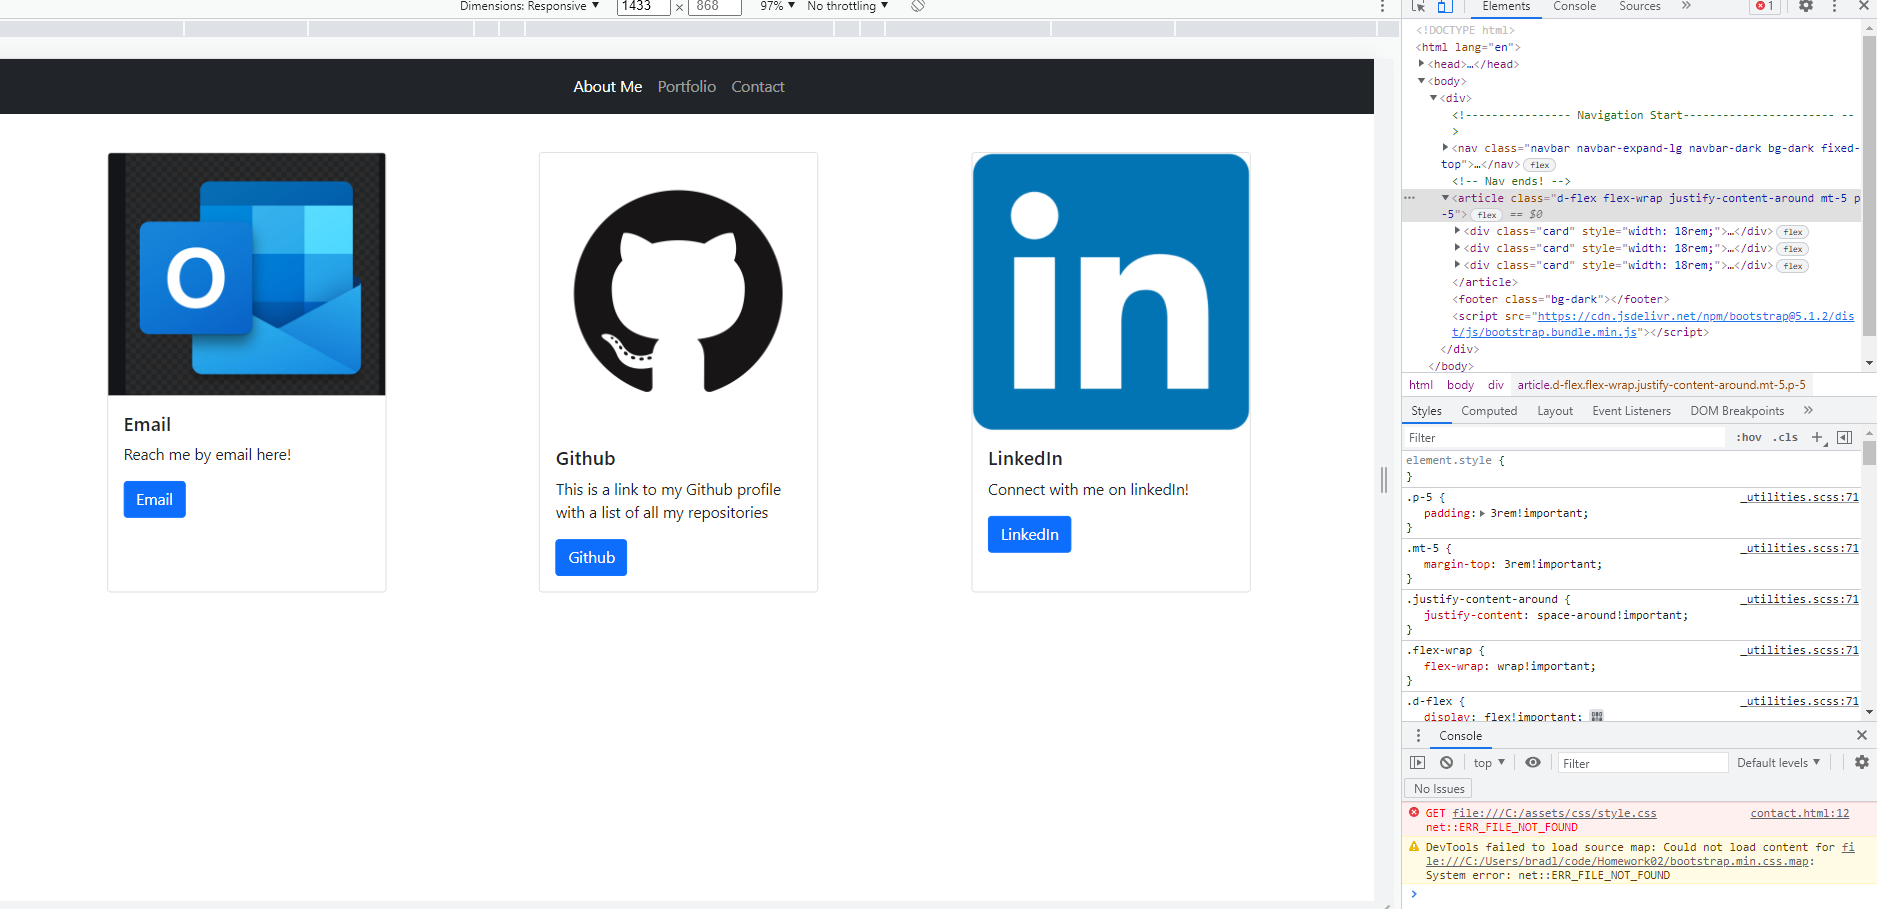 Dimensions: Responsive ▼ 1433 × 868 97% ▼ No throttling ▼
About Me Portfolio Contact
O
in
Email
Reach me by email here!
Email
Github
This is a link to my Github profile
with a list of all my repositories
Github
LinkedIn
Connect with me on linkedIn!
LinkedIn
Elements Console Sources » 1
<!DOCTYPE html>
<html lang="en">
<head>…</head>
<body>
<div>
<!--------------- Navigation Start---------------------- --
>
<nav class="navbar navbar-expand-lg navbar-dark bg-dark fixed-
top">…</nav> flex
<!-- Nav ends! -->
<article class="d-flex flex-wrap justify-content-around mt-5 p
-5"> flex == $0
<div class="card" style="width: 18rem;">…</div> flex
<div class="card" style="width: 18rem;">…</div> flex
<div class="card" style="width: 18rem;">…</div> flex
</article>
<footer class="bg-dark"></footer>
<script src="https://cdn.jsdelivr.net/npm/bootstrap@5.1.2/dis
t/js/bootstrap.bundle.min.js"></script>
</div>
</body>
html body div article.d-flex.flex-wrap.justify-content-around.mt-5.p-5
Styles Computed Layout Event Listeners DOM Breakpoints »
Filter :hov .cls +
element.style {
}
.p-5 { _utilities.scss:71
padding: 3rem!important;
}
.mt-5 { _utilities.scss:71
margin-top: 3rem!important;
}
.justify-content-around { _utilities.scss:71
justify-content: space-around!important;
}
.flex-wrap { _utilities.scss:71
flex-wrap: wrap!important;
}
.d-flex { _utilities.scss:71
display: flex!important;
Console
top ▼ Filter Default levels ▼
No Issues
GET file:///C:/assets/css/style.css contact.html:12
net::ERR_FILE_NOT_FOUND
DevTools failed to load source map: Could not load content for fi
le:///C:/Users/bradl/code/Homework02/bootstrap.min.css.map:
System error: net::ERR_FILE_NOT_FOUND